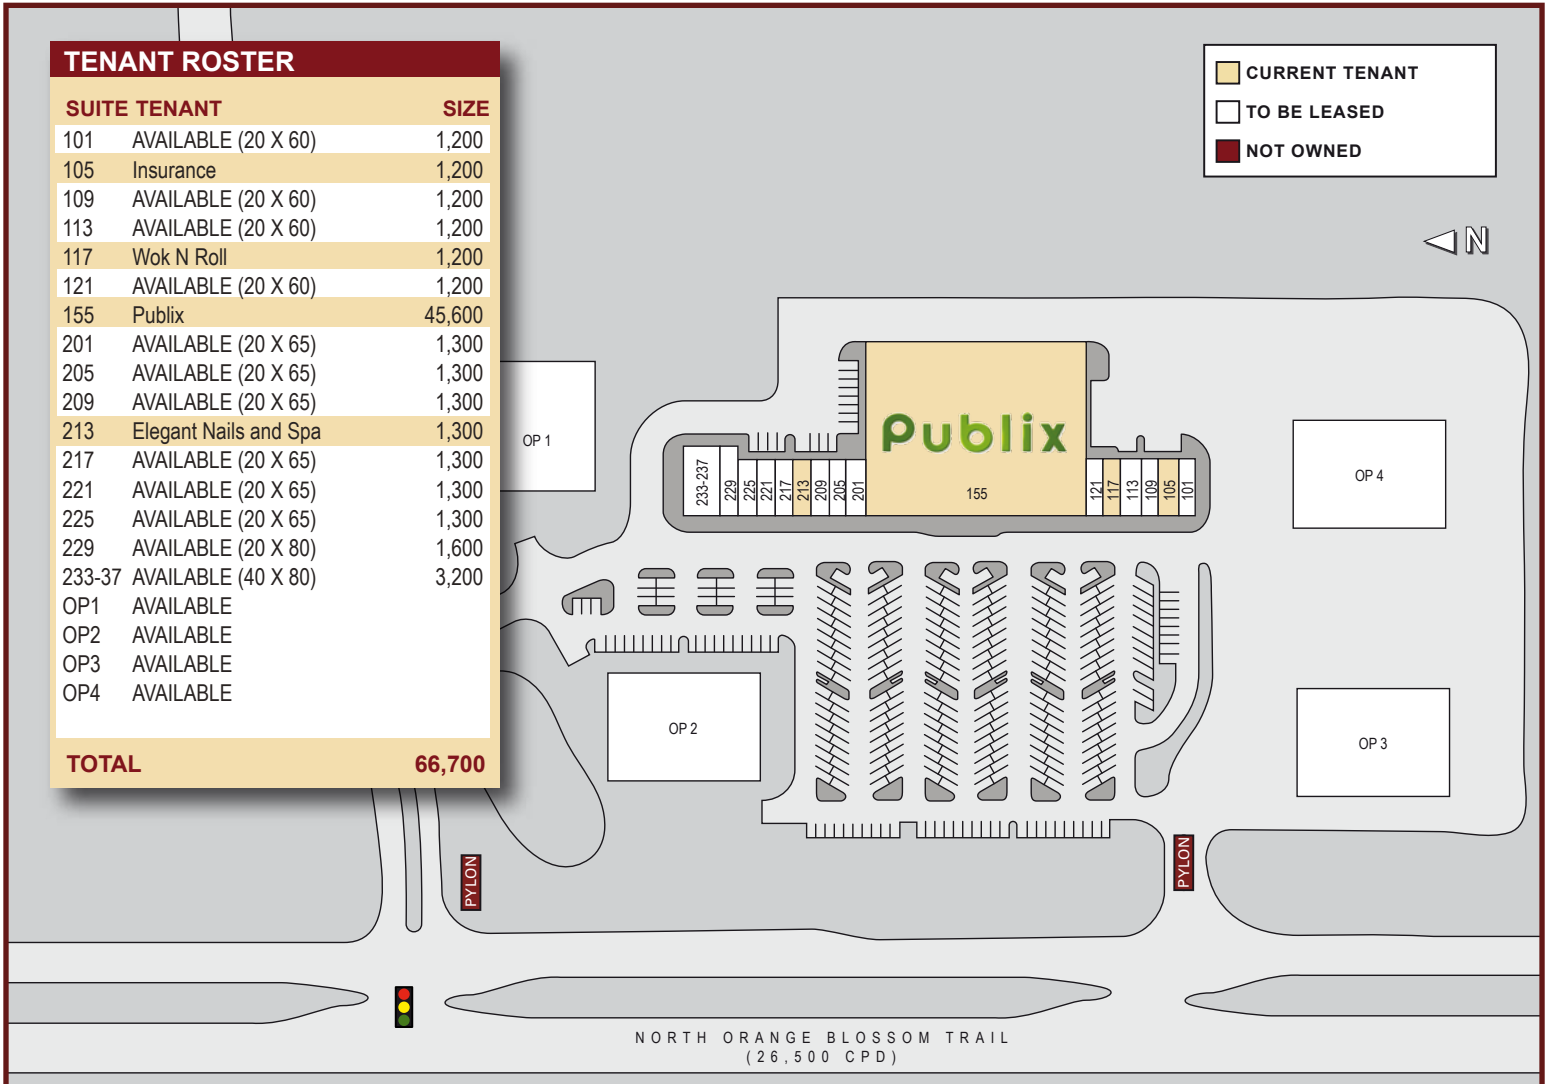 TENANT ROSTER
SUITE TENANT SIZE
101 AVAILABLE (20 X 60) 1,200
105 Insurance 1,200
109 AVAILABLE (20 X 60) 1,200
113 AVAILABLE (20 X 60) 1,200
117 Wok N Roll 1,200
121 AVAILABLE (20 X 60) 1,200
155 Publix 45,600
201 AVAILABLE (20 X 65) 1,300
205 AVAILABLE (20 X 65) 1,300
209 AVAILABLE (20 X 65) 1,300
213 Elegant Nails and Spa 1,300
217 AVAILABLE (20 X 65) 1,300
221 AVAILABLE (20 X 65) 1,300
225 AVAILABLE (20 X 65) 1,300
229 AVAILABLE (20 X 80) 1,600
233-37 AVAILABLE (40 X 80) 3,200
OP1 AVAILABLE
OP2 AVAILABLE
OP3 AVAILABLE
OP4 AVAILABLE
TOTAL 66,700
CURRENT TENANT
TO BE LEASED
NOT OWNED
N
OP 1
Publix
155
233-237
229
225
221
217
213
209
205
201
121
117
113
109
105
101
OP 4
OP 2
OP 3
PYLON
PYLON
NORTH ORANGE BLOSSOM TRAIL
(26,500 CPD)